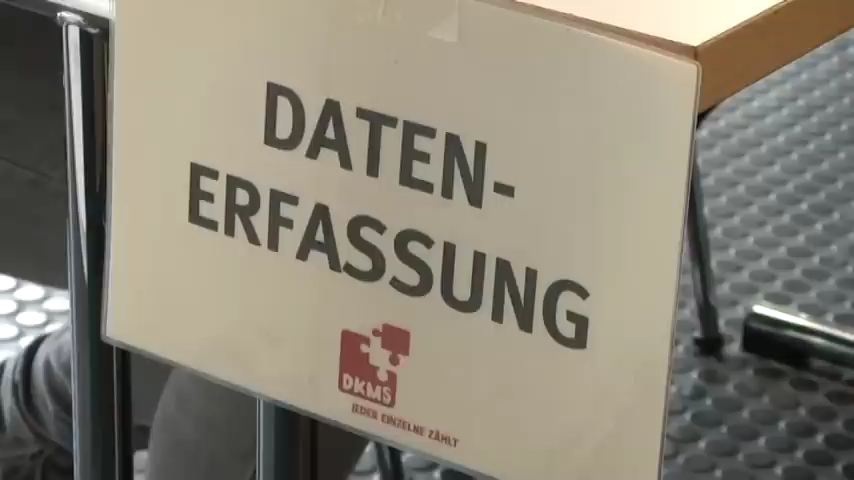 DATEN-
ERFASSUNG
DKMS
JEDER EINZELNE ZÄHLT